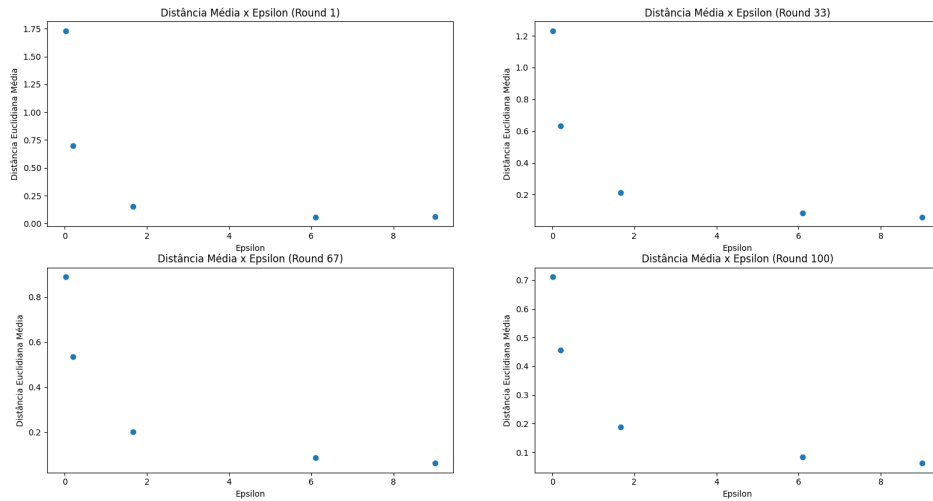 Distância Média x Epsilon (Round 1)
Distância Euclidiana Média
1.75
1.50
1.25
1.00
0.75
0.50
0.25
0.00
0 2 4 6 8
Epsilon
Distância Média x Epsilon (Round 33)
Distância Euclidiana Média
1.2
1.0
0.8
0.6
0.4
0.2
0 2 4 6 8
Epsilon
Distância Média x Epsilon (Round 67)
Distância Euclidiana Média
0.8
0.6
0.4
0.2
0 2 4 6 8
Epsilon
Distância Média x Epsilon (Round 100)
Distância Euclidiana Média
0.7
0.6
0.5
0.4
0.3
0.2
0.1
0 2 4 6 8
Epsilon